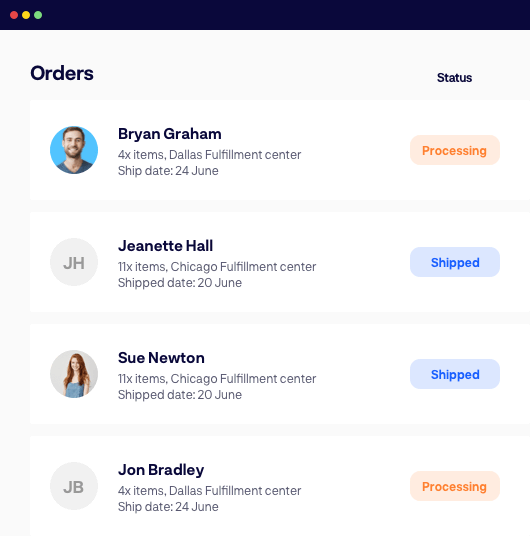 Orders
Status
Bryan Graham
4x items, Dallas Fulfillment center
Ship date: 24 June
Processing
JH
Jeanette Hall
11x items, Chicago Fulfillment center
Shipped date: 20 June
Shipped
Sue Newton
11x items, Chicago Fulfillment center
Shipped date: 20 June
Shipped
JB
Jon Bradley
4x items, Dallas Fulfillment center
Ship date: 24 June
Processing